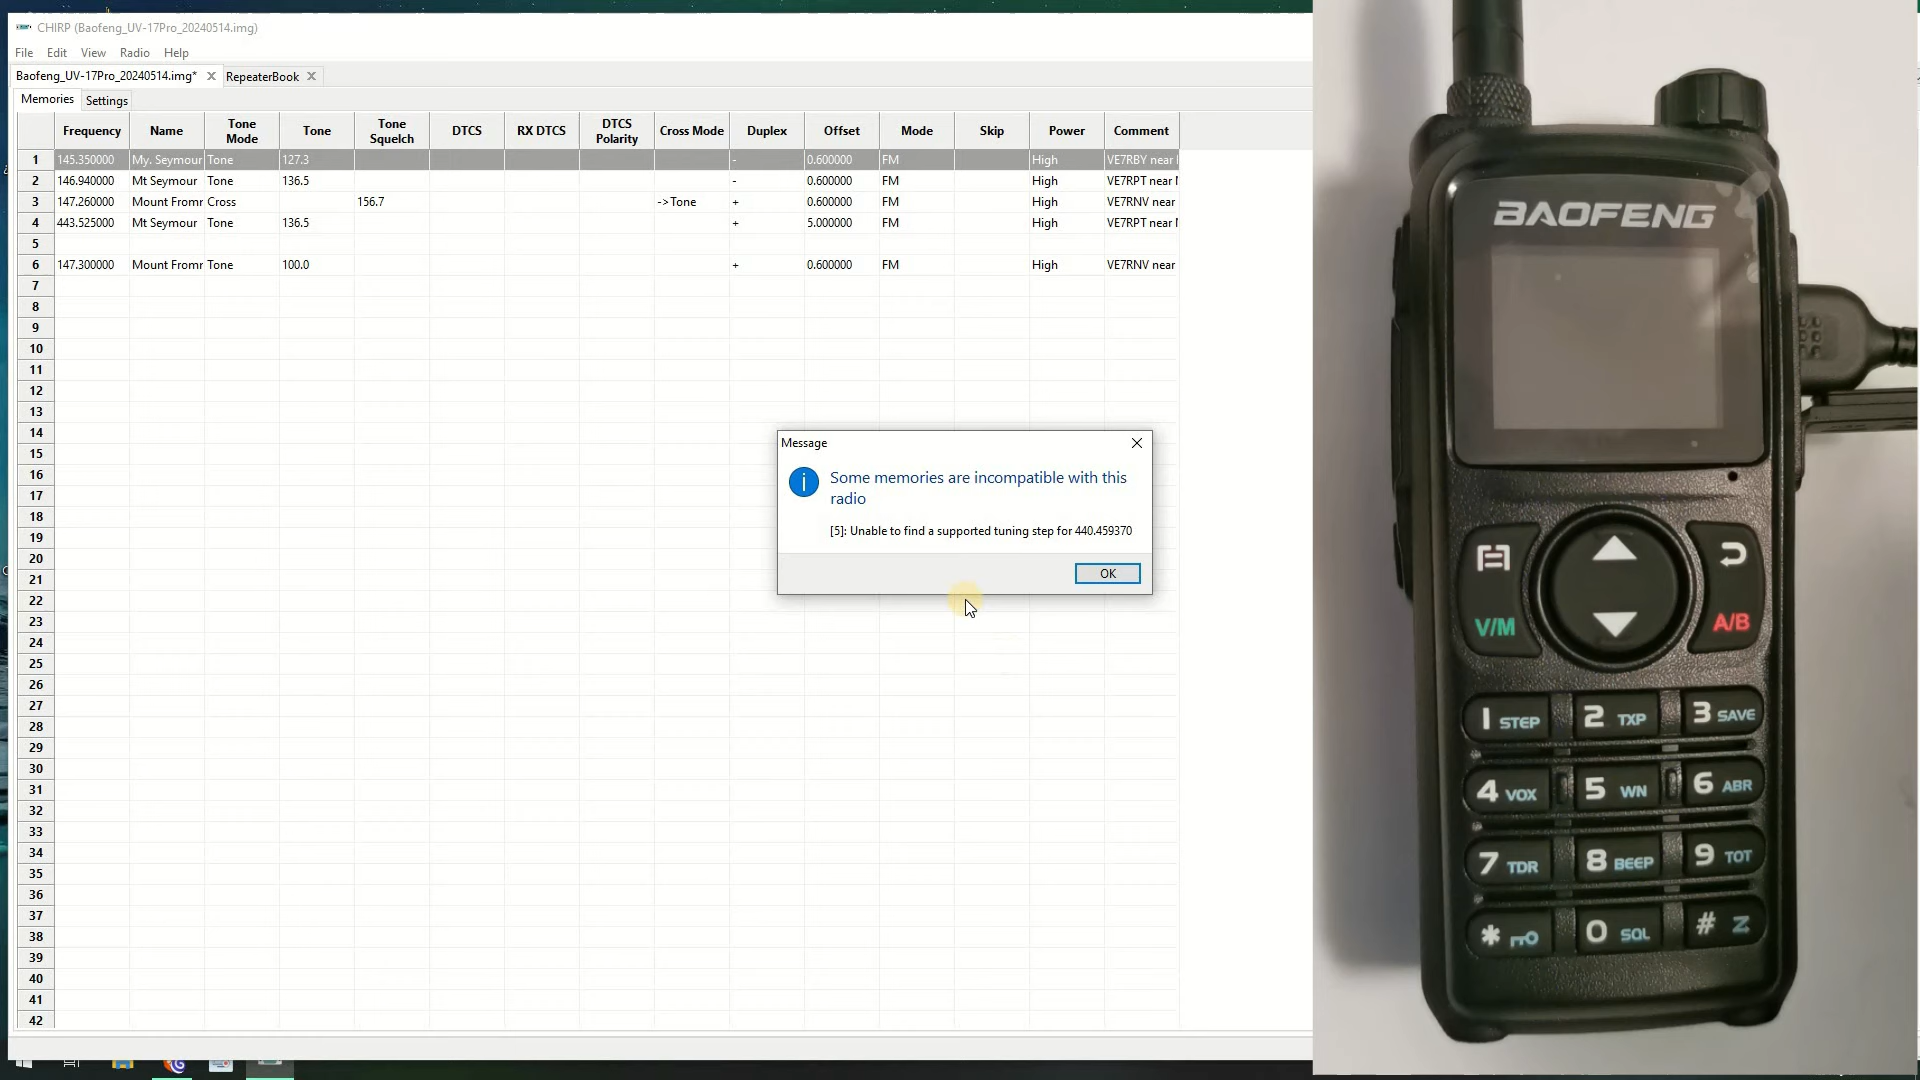 CHIRP (Baofeng_UV-17Pro_20240514.img)
File Edit View Radio Help
Baofeng_UV-17Pro_20240514.img* RepeaterBook
Memories Settings
Frequency Name Tone Mode Tone Tone Squelch DTCS RX DTCS DTCS Polarity Cross Mode Duplex Offset Mode Skip Power Comment
1 145.350000 My. Seymour Tone 127.3 - 0.600000 FM High VE7RBY near
2 146.940000 Mt Seymour Tone 136.5 - 0.600000 FM High VE7RPT near
3 147.260000 Mount Fromr Cross 156.7 ->Tone + 0.600000 FM High VE7RNV near
4 443.525000 Mt Seymour Tone 136.5 + 5.000000 FM High VE7RPT near
5
6 147.300000 Mount Fromr Tone 100.0 + 0.600000 FM High VE7RNV near
7
8
9
10
11
12
13
14
15
16
17
18
19
20
21
22
23
24
25
26
27
28
29
30
31
32
33
34
35
36
37
38
39
40
41
42
Message
Some memories are incompatible with this
radio
[5]: Unable to find a supported tuning step for 440.459370
OK
BAOFENG
V/M A/B
1 STEP 2 TXP 3 SAVE
4 VOX 5 WN 6 ABR
7 TDR 8 BEEP 9 TOT
* 0 SQL #